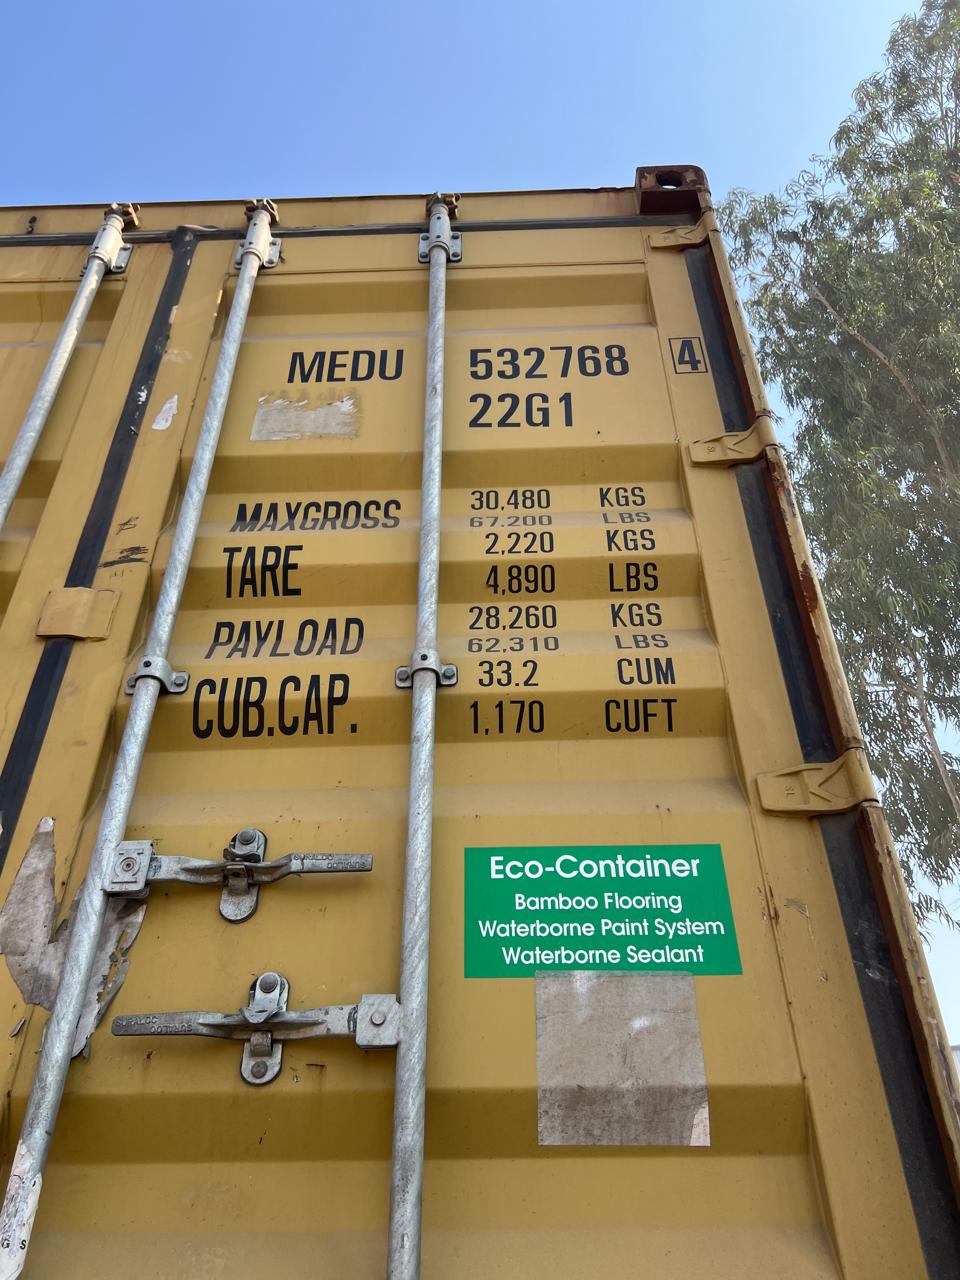 MEDU 532768 4
22G1
MAXGROSS 30,480 KGS
67,200 LBS
TARE 2,220 KGS
4,890 LBS
PAYLOAD 28,260 KGS
62,310 LBS
CUB.CAP. 33.2 CUM
1,170 CUFT
SL
SL
Eco-Container
Bamboo Flooring
Waterborne Paint System
Waterborne Sealant